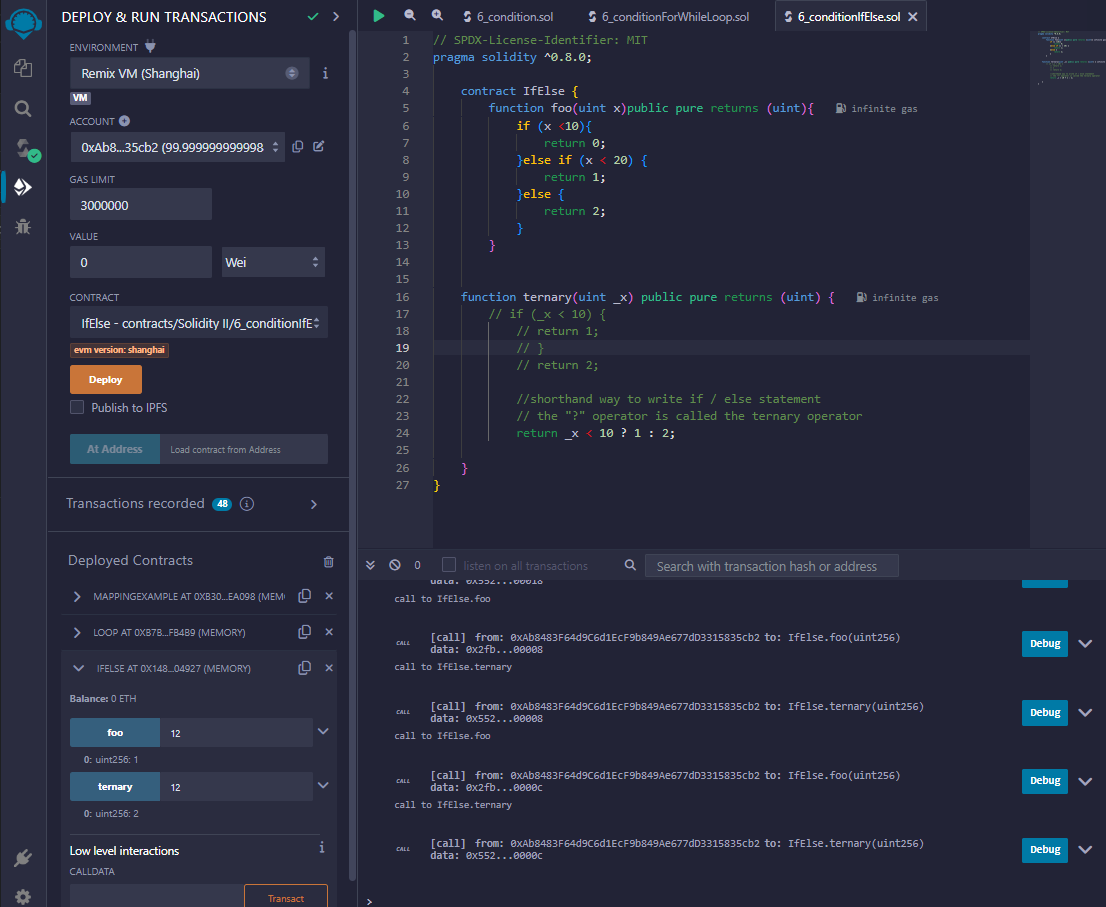 DEPLOY & RUN TRANSACTIONS
ENVIRONMENT
Remix VM (Shanghai)
VM
ACCOUNT
0xAb8...35cb2 (99.999999999998
GAS LIMIT
3000000
VALUE
0
Wei
CONTRACT
IfElse - contracts/Solidity II/6_conditionIfE
evm version: shanghai
Deploy
Publish to IPFS
At Address
Load contract from Address
Transactions recorded 48
Deployed Contracts
MAPPINGEXAMPLE AT 0XB30...EA098 (MEM
LOOP AT 0XB7B...FB4B9 (MEMORY)
IFELSE AT 0X148...04927 (MEMORY)
Balance: 0 ETH
foo 12
0: uint256: 1
ternary 12
0: uint256: 2
Low level interactions
CALLDATA
Transact
6_condition.sol
6_conditionForWhileLoop.sol
6_conditionIfElse.sol
1 // SPDX-License-Identifier: MIT
2 pragma solidity ^0.8.0;
3
4 contract IfElse {
5 function foo(uint x)public pure returns (uint){ infinite gas
6 if (x <10){
7 return 0;
8 }else if (x < 20) {
9 return 1;
10 }else {
11 return 2;
12 }
13 }
14
15
16 function ternary(uint _x) public pure returns (uint) { infinite gas
17 // if (_x < 10) {
18 // return 1;
19 // }
20 // return 2;
21
22 //shorthand way to write if / else statement
23 // the "?" operator is called the ternary operator
24 return _x < 10 ? 1 : 2;
25
26 }
27 }
0
listen on all transactions
Search with transaction hash or address
data: 0x552...00018
call to IfElse.foo
CALL [call] from: 0xAb8483F64d9C6d1EcF9b849Ae677dD3315835cb2 to: IfElse.foo(uint256)
data: 0x2fb...00008
Debug
call to IfElse.ternary
CALL [call] from: 0xAb8483F64d9C6d1EcF9b849Ae677dD3315835cb2 to: IfElse.ternary(uint256)
data: 0x552...00008
Debug
call to IfElse.foo
CALL [call] from: 0xAb8483F64d9C6d1EcF9b849Ae677dD3315835cb2 to: IfElse.foo(uint256)
data: 0x2fb...0000c
Debug
call to IfElse.ternary
CALL [call] from: 0xAb8483F64d9C6d1EcF9b849Ae677dD3315835cb2 to: IfElse.ternary(uint256)
data: 0x552...0000c
Debug
>